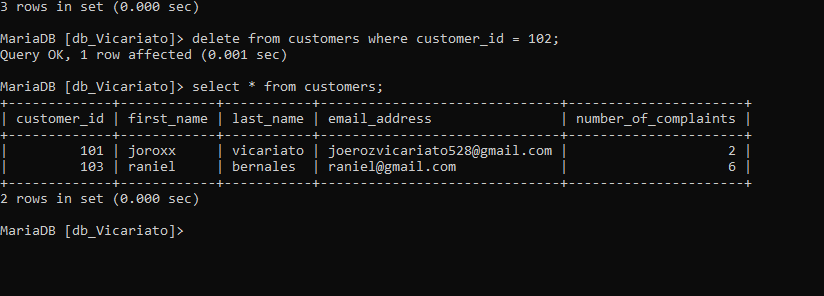 3 rows in set (0.000 sec)
MariaDB [db_Vicariato]> delete from customers where customer_id = 102;
Query OK, 1 row affected (0.001 sec)
MariaDB [db_Vicariato]> select * from customers;
+-------------+------------+-----------+------------------------------+----------------------+
| customer_id | first_name | last_name | email_address                | number_of_complaints |
+-------------+------------+-----------+------------------------------+----------------------+
|         101 | joroxx     | vicariato | joerozvicariato528@gmail.com |                    2 |
|         103 | raniel     | bernales  | raniel@gmail.com             |                    6 |
+-------------+------------+-----------+------------------------------+----------------------+
2 rows in set (0.000 sec)
MariaDB [db_Vicariato]>